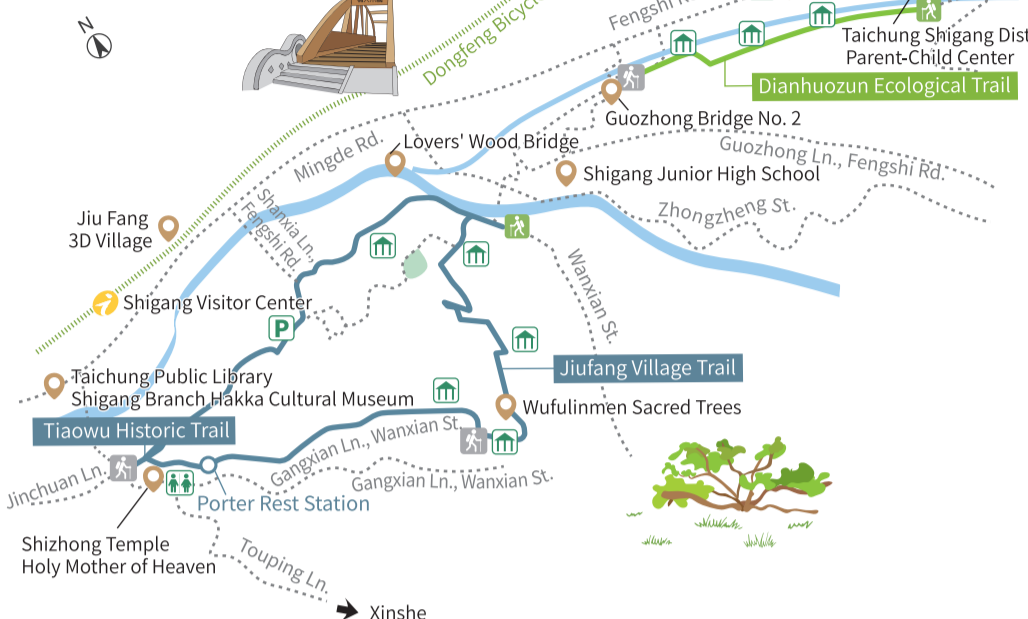 N
Dongfeng Bicycl
Fengshi R
Taichung Shigang Dist
Parent-Child Center
Dianhuozun Ecological Trail
Guozhong Bridge No. 2
Lovers' Wood Bridge
Mingde Rd.
Guozhong Ln., Fengshi Rd.
Shigang Junior High School
Zhongzheng St.
Shanxia Ln.,
Fengshi Rd.
Jiu Fang
3D Village
Wanxian St.
Shigang Visitor Center
P
Jiufang Village Trail
Taichung Public Library
Shigang Branch Hakka Cultural Museum
Wufulinmen Sacred Trees
Tiaowu Historic Trail
Gangxian Ln., Wanxian St.
Jinchuan Ln.
Gangxian Ln., Wanxian St.
Porter Rest Station
Shizhong Temple
Holy Mother of Heaven
Touping Ln.
Xinshe